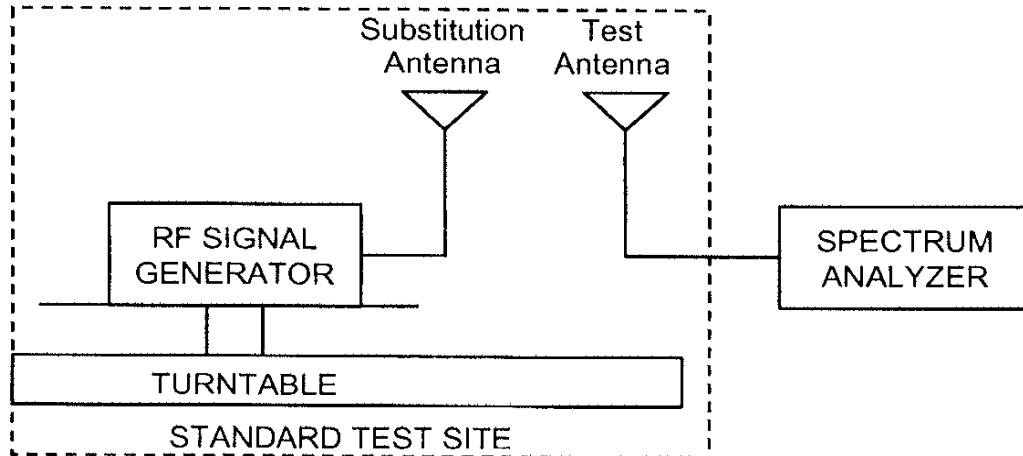 Substitution
Antenna
Test
Antenna
RF SIGNAL
GENERATOR
SPECTRUM
ANALYZER
TURNTABLE
STANDARD TEST SITE